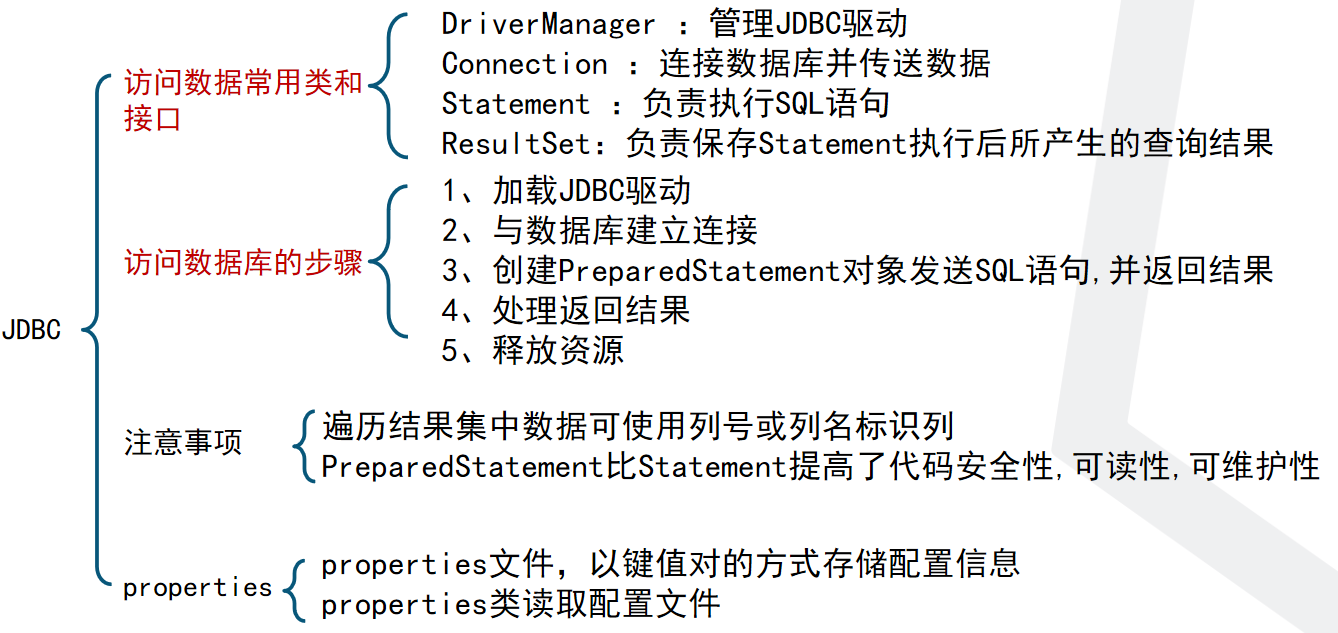 JDBC
访问数据常用类和
接口
DriverManager ：管理JDBC驱动
Connection ：连接数据库并传送数据
Statement ：负责执行SQL语句
ResultSet：负责保存Statement执行后所产生的查询结果
访问数据库的步骤
1、加载JDBC驱动
2、与数据库建立连接
3、创建PreparedStatement对象发送SQL语句,并返回结果
4、处理返回结果
5、释放资源
注意事项
遍历结果集中数据可使用列号或列名标识列
PreparedStatement比Statement提高了代码安全性,可读性,可维护性
properties
properties文件，以键值对的方式存储配置信息
properties类读取配置文件